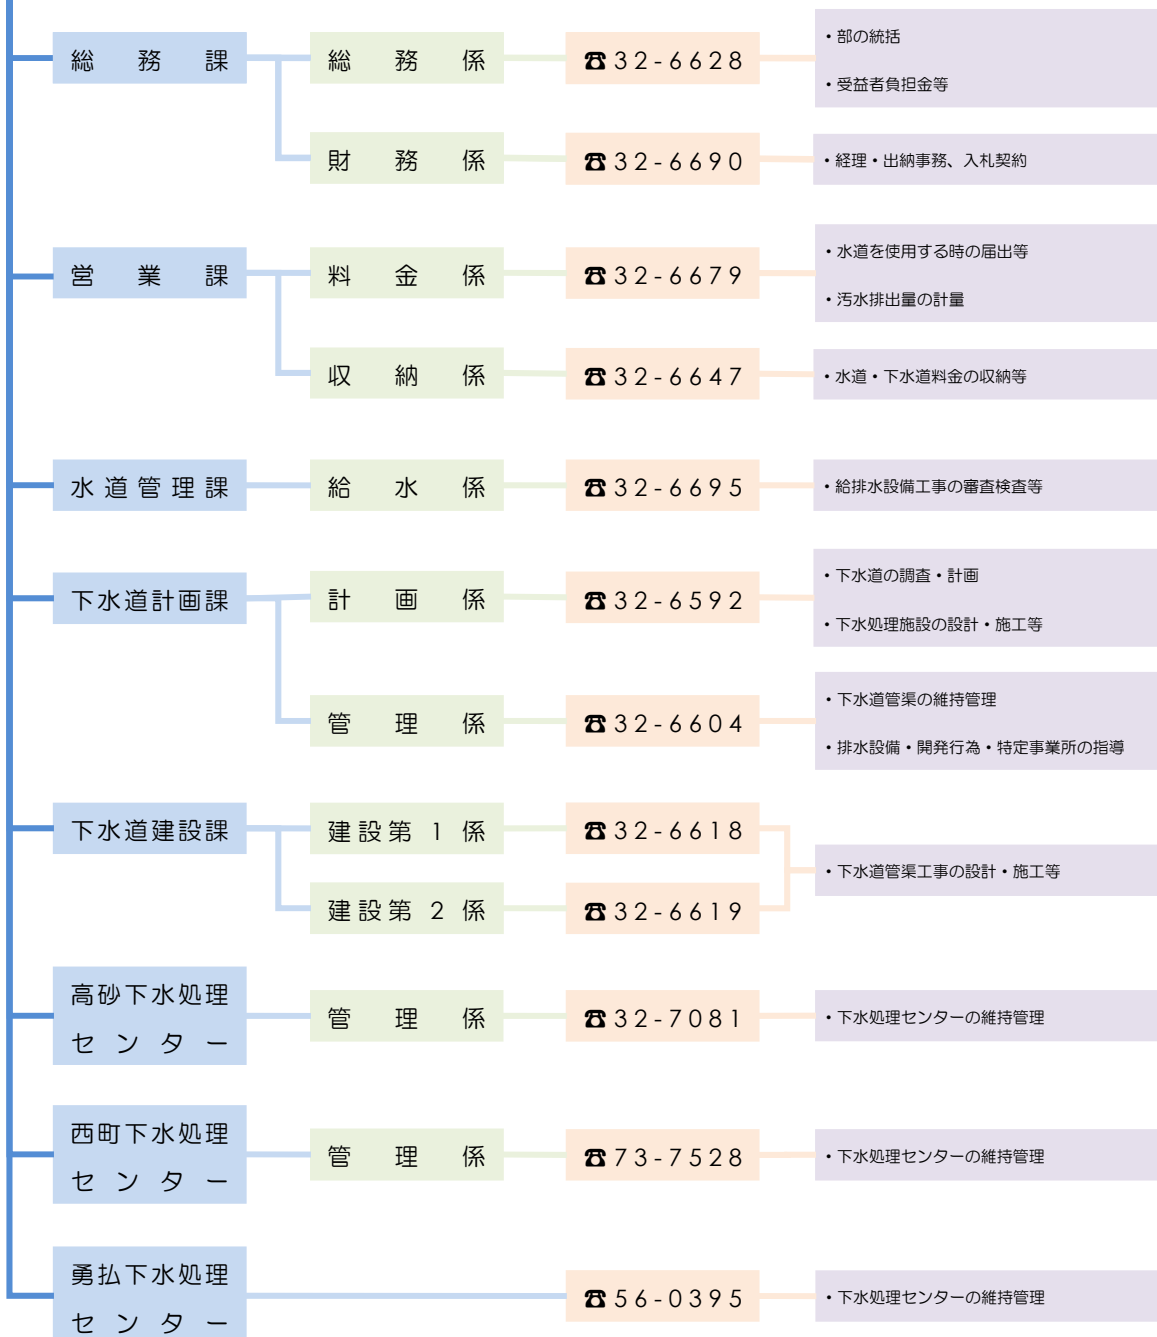 総務課
総務係
☎32-6628
・部の統括
・受益者負担金等
財務係
☎32-6690
・経理・出納事務、入札契約
営業課
料金係
☎32-6679
・水道を使用する時の届出等
・汚水排出量の計量
収納係
☎32-6647
・水道・下水道料金の収納等
水道管理課
給水係
☎32-6695
・給排水設備工事の審査検査等
下水道計画課
計画係
☎32-6592
・下水道の調査・計画
・下水処理施設の設計・施工等
管理係
☎32-6604
・下水道管渠の維持管理
・排水設備・開発行為・特定事業所の指導
下水道建設課
建設第1係
☎32-6618
建設第2係
☎32-6619
・下水道管渠工事の設計・施工等
高砂下水処理
センター
管理係
☎32-7081
・下水処理センターの維持管理
西町下水処理
センター
管理係
☎73-7528
・下水処理センターの維持管理
勇払下水処理
センター
☎56-0395
・下水処理センターの維持管理